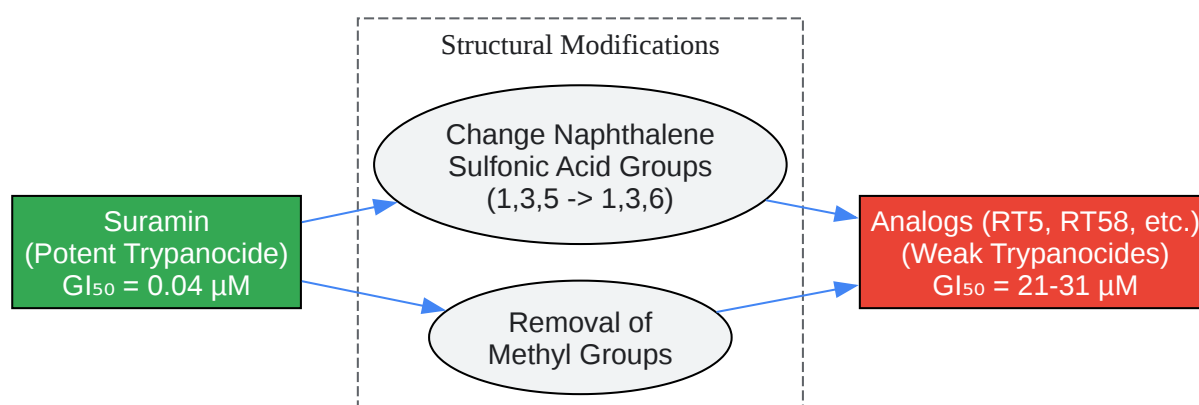 Structural Modifications
Change Naphthalene
Sulfonic Acid Groups
(1,3,5 -> 1,3,6)
Suramin
(Potent Trypanocide)
GI₅₀ = 0.04 µM
Analogs (RT5, RT58, etc.)
(Weak Trypanocides)
GI₅₀ = 21-31 µM
Removal of
Methyl Groups